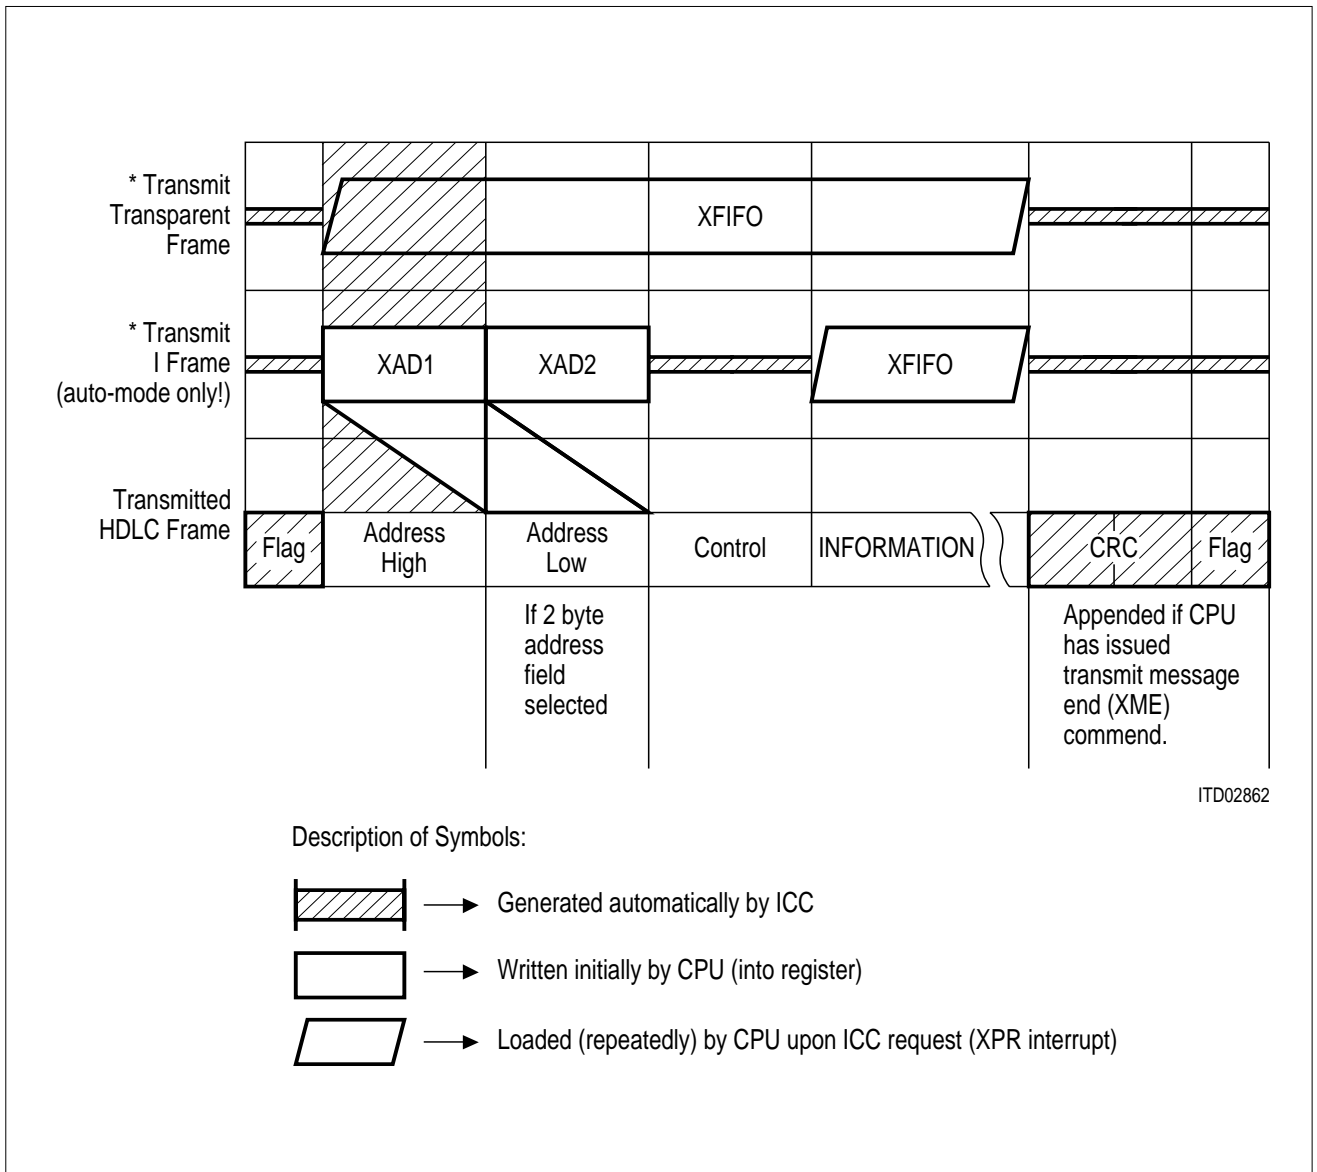 * Transmit
Transparent
Frame
XFIFO
* Transmit
I Frame
(auto-mode only!)
XAD1
XAD2
XFIFO
Transmitted
HDLC Frame
Flag
Address
High
Address
Low
Control
INFORMATION
CRC
Flag
If 2 byte
address
field
selected
Appended if CPU
has issued
transmit message
end (XME)
commend.
ITD02862
Description of Symbols:
Generated automatically by ICC
Written initially by CPU (into register)
Loaded (repeatedly) by CPU upon ICC request (XPR interrupt)